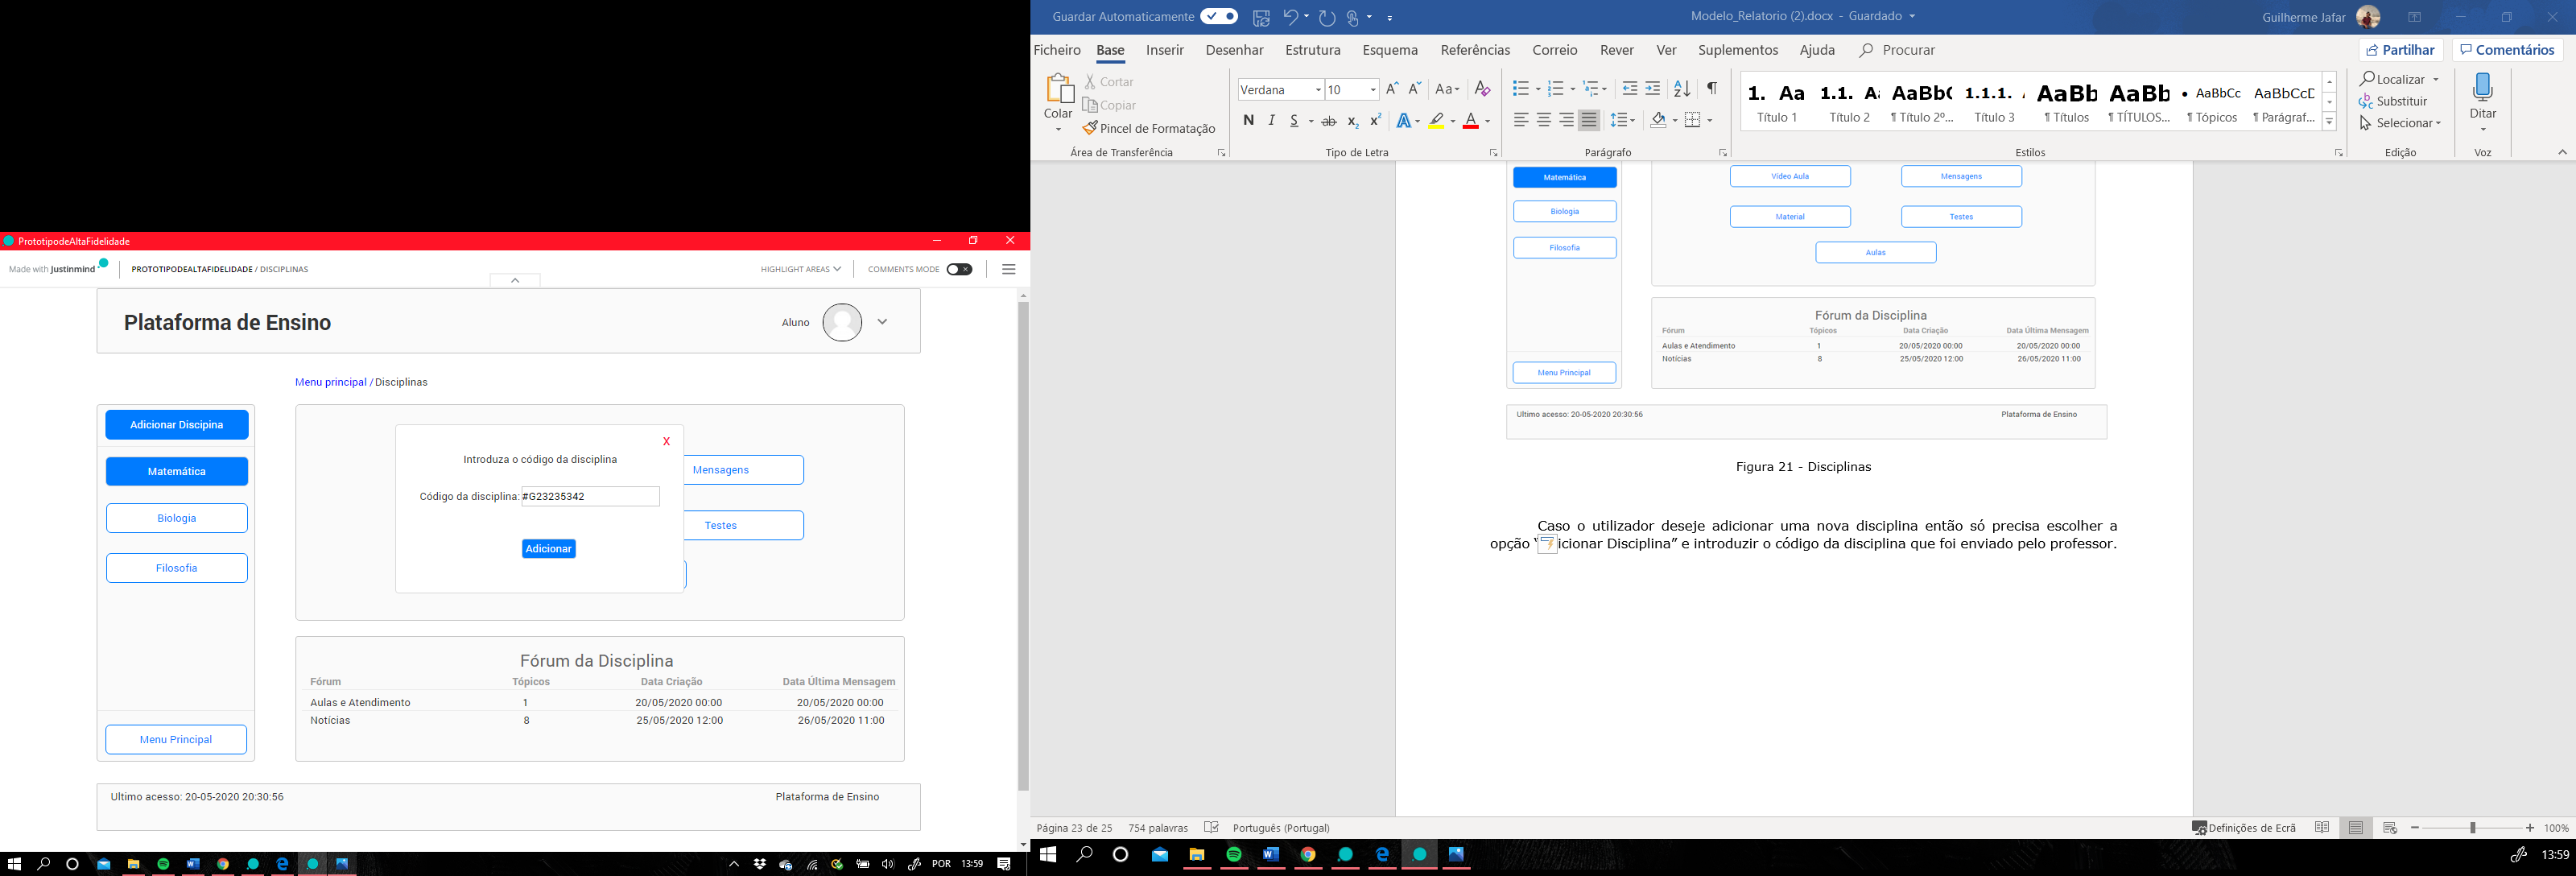 PrototipodeAltaFidelidade
Made with Justinmind
PROTOTIPODEALTAFIDELIDADE / DISCIPLINAS
HIGHLIGHT AREAS
COMMENTS MODE
Plataforma de Ensino
Aluno
Menu principal / Disciplinas
Adicionar Discipina
Matemática
Biologia
Filosofia
Menu Principal
X
Introduza o código da disciplina
Código da disciplina: #G23235342
Adicionar
Mensagens
Testes
Fórum da Disciplina
Fórum Tópicos Data Criação Data Última Mensagem
Aulas e Atendimento 1 20/05/2020 00:00 20/05/2020 00:00
Notícias 8 25/05/2020 12:00 26/05/2020 11:00
Ultimo acesso: 20-05-2020 20:30:56 Plataforma de Ensino
POR 13:59
Guardar Automaticamente
Modelo_Relatorio (2).docx - Guardado
Guilherme Jafar
Ficheiro Base Inserir Desenhar Estrutura Esquema Referências Correio Rever Ver Suplementos Ajuda Procurar
Partilhar Comentários
Colar
Cortar
Copiar
Pincel de Formatação
Área de Transferência
Verdana 10
N I S ab x₂ x²
Tipo de Letra
Parágrafo
1. Aa 1.1. A AaBb( 1.1.1. AaBb AaBb AaBbCc AaBbCcD
Título 1 Título 2 ¶ Título 2º... Título 3 ¶ Títulos ¶ TÍTULOS... ¶ Tópicos ¶ Parágraf...
Estilos
Localizar
Substituir
Selecionar
Edição
Ditar
Voz
Matemática
Biologia
Filosofia
Menu Principal
Vídeo Aula Mensagens
Material Testes
Aulas
Fórum da Disciplina
Fórum Tópicos Data Criação Data Última Mensagem
Aulas e Atendimento 1 20/05/2020 00:00 20/05/2020 00:00
Notícias 8 25/05/2020 12:00 26/05/2020 11:00
Ultimo acesso: 20-05-2020 20:30:56 Plataforma de Ensino
Figura 21 - Disciplinas
Caso o utilizador deseje adicionar uma nova disciplina então só precisa escolher a
opção "icionar Disciplina" e introduzir o código da disciplina que foi enviado pelo professor.
Página 23 de 25 754 palavras Português (Portugal)
Definições de Ecrã 100%
13:59